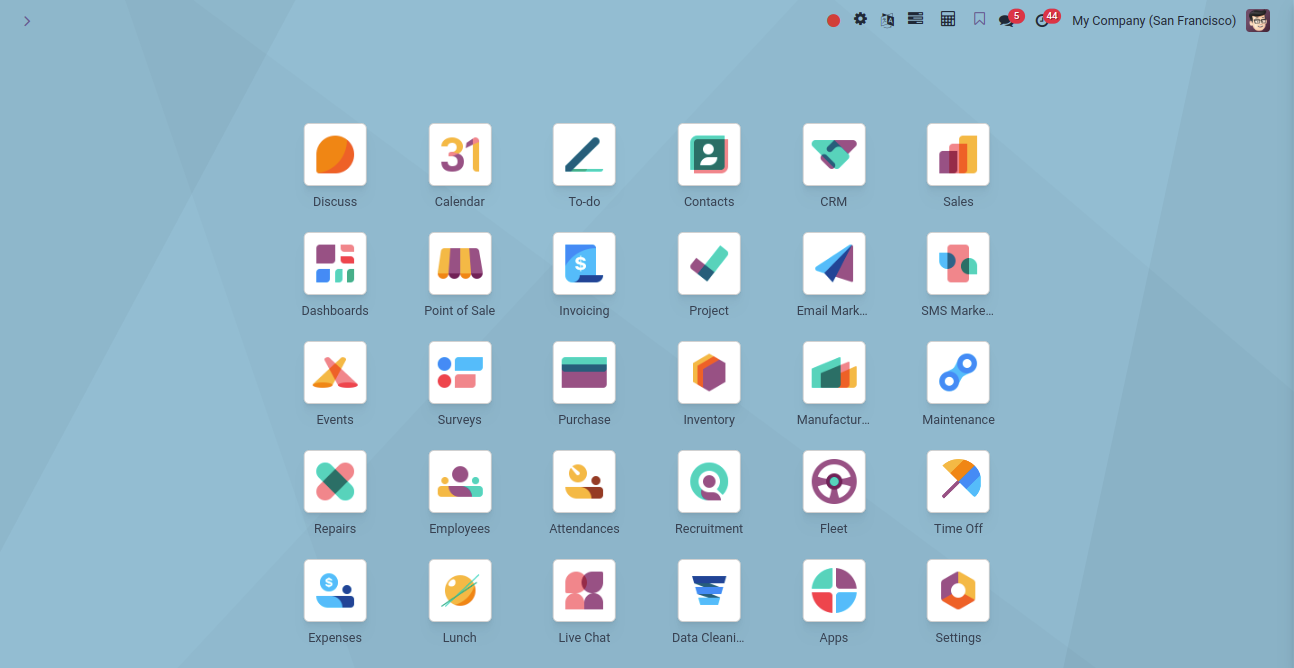 5
44
My Company (San Francisco)
31
Discuss
Calendar
To-do
Contacts
CRM
Sales
$
Dashboards
Point of Sale
Invoicing
Project
Email Mark...
SMS Marke...
Events
Surveys
Purchase
Inventory
Manufactur...
Maintenance
Repairs
Employees
Attendances
Recruitment
Fleet
Time Off
$
Expenses
Lunch
Live Chat
Data Cleani...
Apps
Settings